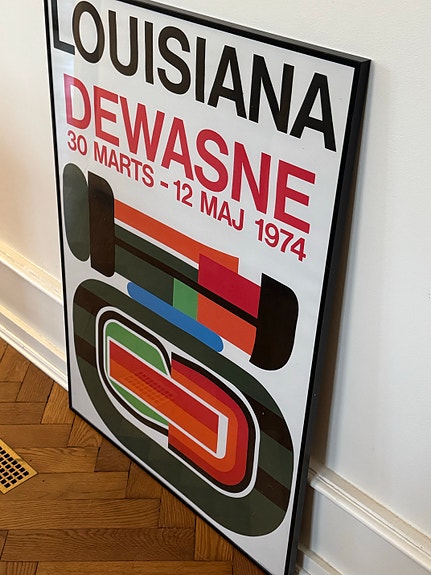 LOUISIANA
DEWASNE
30 MARTS - 12 MAJ 1974